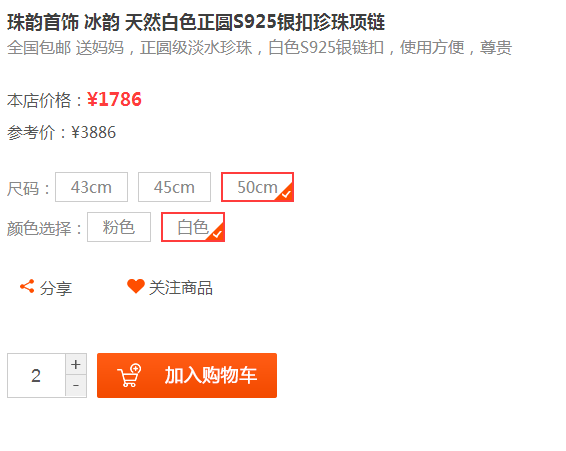 珠韵首饰 冰韵 天然白色正圆S925银扣珍珠项链
全国包邮 送妈妈，正圆级淡水珍珠，白色S925银链扣，使用方便，尊贵
本店价格：¥1786
参考价：¥3886
尺码： 43cm 45cm 50cm
颜色选择： 粉色 白色
分享 关注商品
2 + - 加入购物车